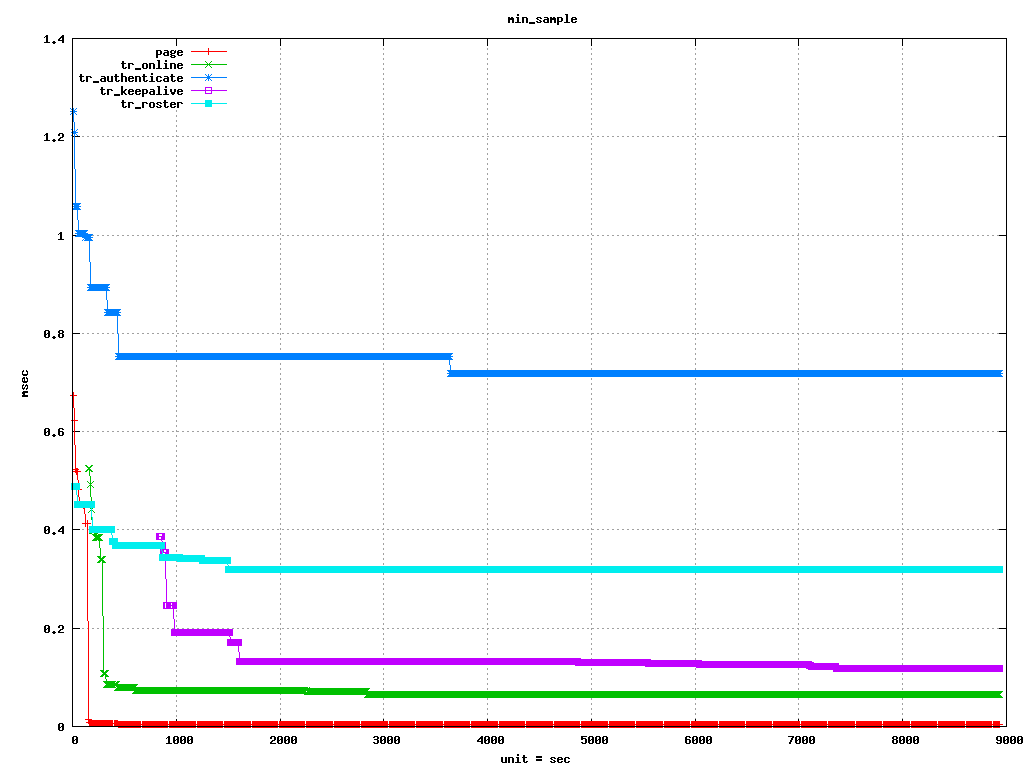 min_sample
page
tr_online
tr_authenticate
tr_keepalive
tr_roster
1.4
1.2
1
0.8
0.6
0.4
0.2
0
msec
0 1000 2000 3000 4000 5000 6000 7000 8000 9000
unit = sec